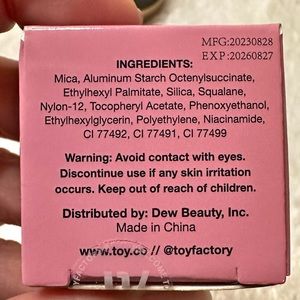 MFG:20230828
EXP:20260827
INGREDIENTS:
Mica, Aluminum Starch Octenylsuccinate,
Ethylhexyl Palmitate, Silica, Squalane,
Nylon-12, Tocopheryl Acetate, Phenoxyethanol,
Ethylhexylglycerin, Polyethylene, Niacinamide,
CI 77492, CI 77491, CI 77499
Warning: Avoid contact with eyes.
Discontinue use if any skin irritation
occurs. Keep out of reach of children.
Distributed by: Dew Beauty, Inc.
Made in China
www.toy.co // @toyfactory